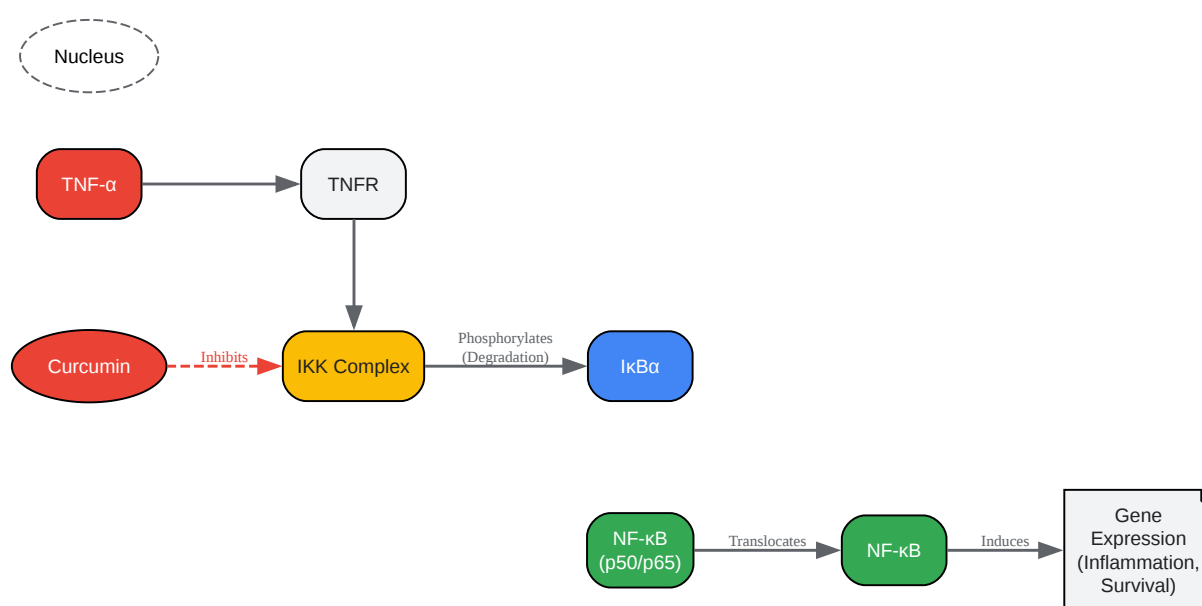 Nucleus
TNF-α
TNFR
Curcumin
Inhibits
IKK Complex
Phosphorylates
(Degradation)
IκBα
NF-κB
(p50/p65)
Translocates
NF-κB
Induces
Gene
Expression
(Inflammation,
Survival)